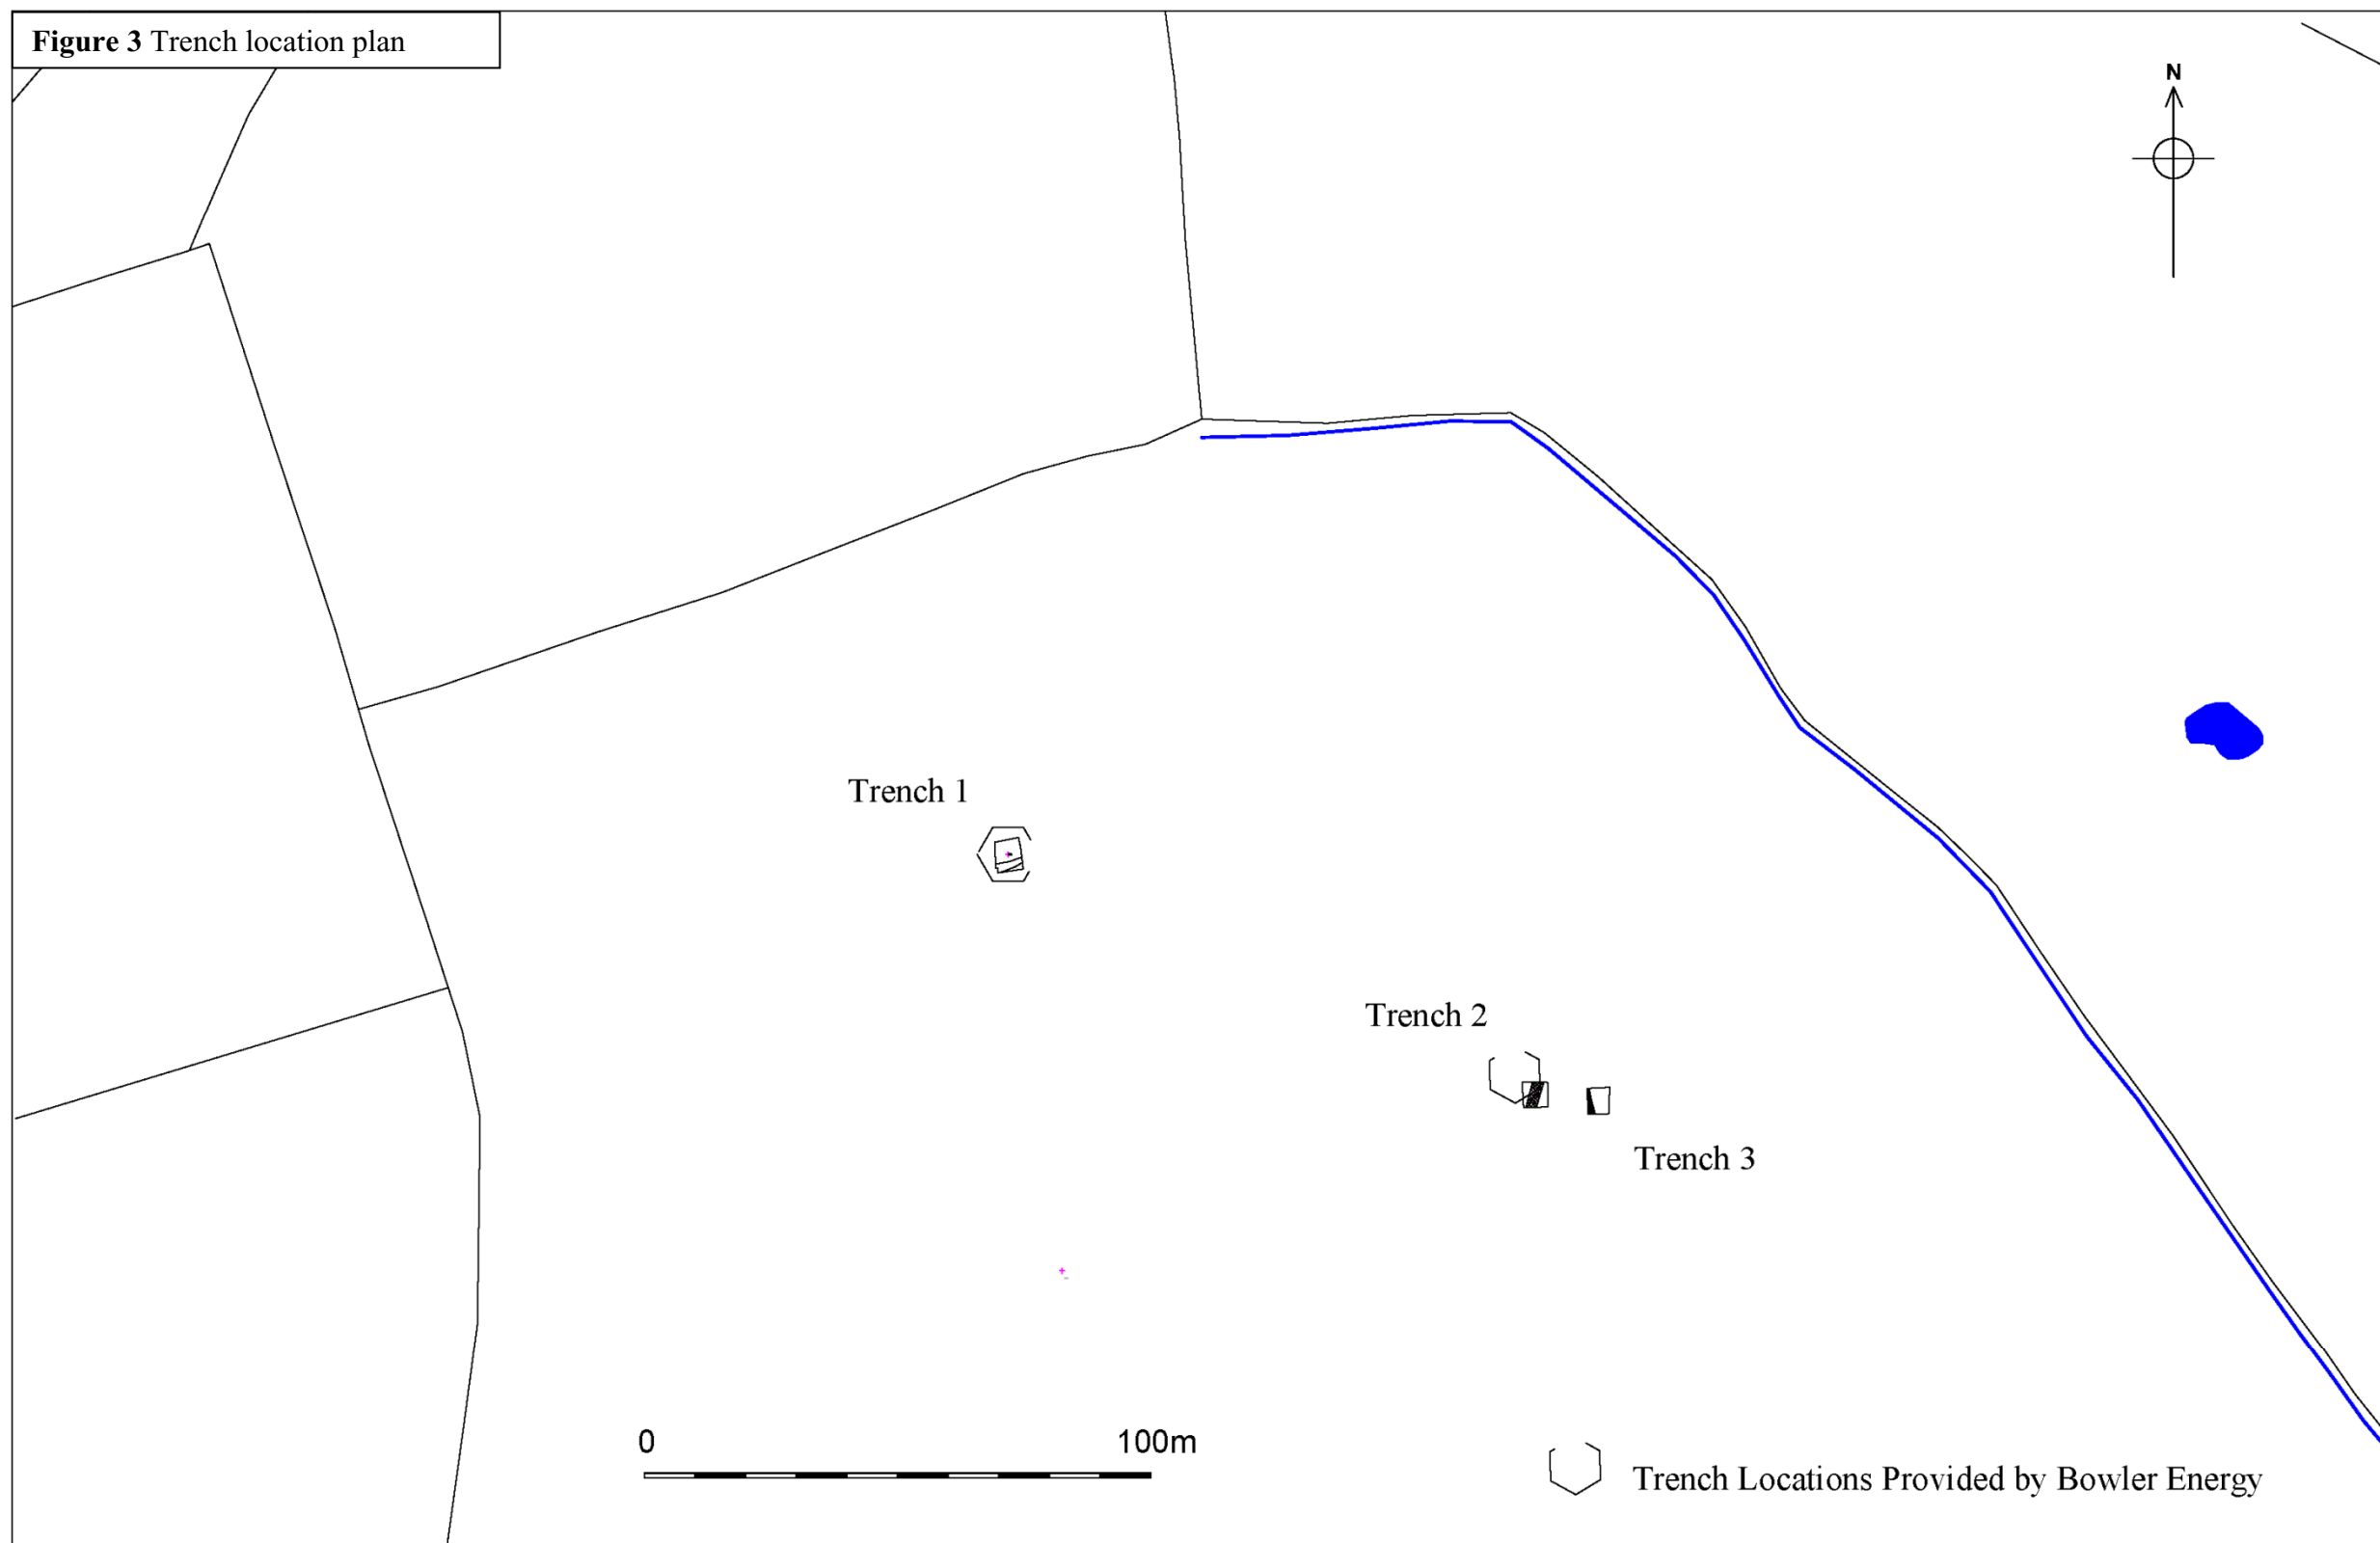 Figure 3 Trench location plan
N
Trench 1
Trench 2
Trench 3
0 100m
Trench Locations Provided by Bowler Energy